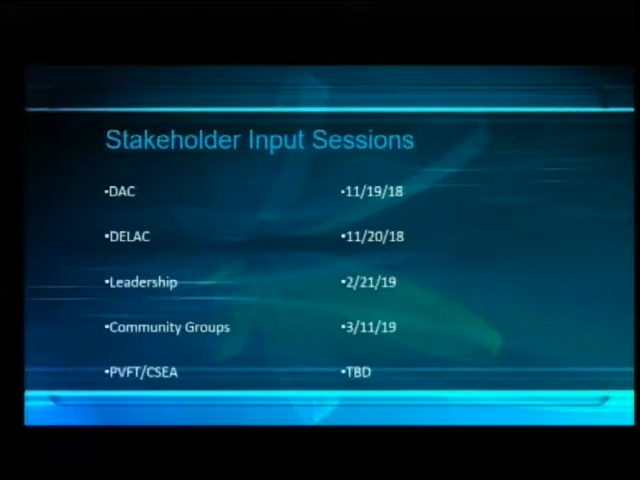 Stakeholder Input Sessions
•DAC •11/19/18
•DELAC •11/20/18
•Leadership •2/21/19
•Community Groups •3/11/19
•PVFT/CSEA •TBD